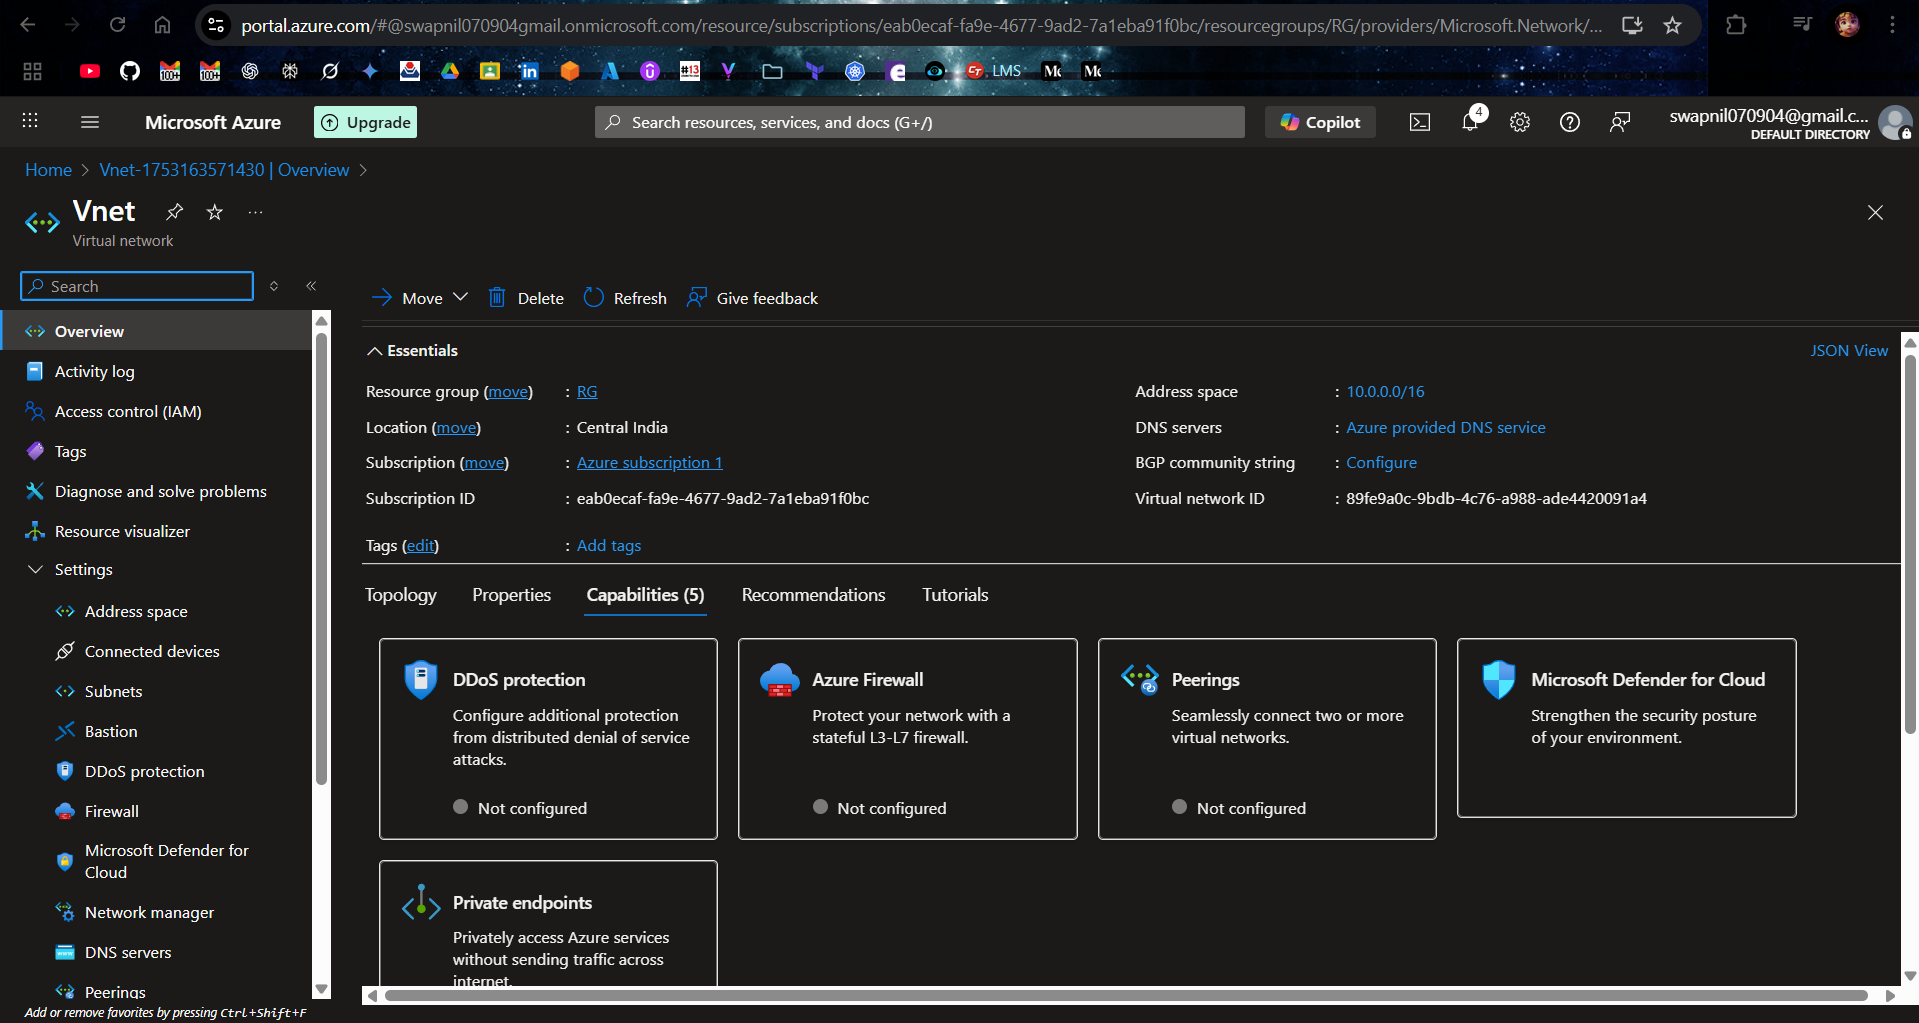 portal.azure.com/#@swapnil070904gmail.onmicrosoft.com/resource/subscriptions/eab0ecaf-fa9e-4677-9ad2-7a1eba91f0bc/resourcegroups/RG/providers/Microsoft.Network/...
100+
100+
#13
LMS
Microsoft Azure
Upgrade
Search resources, services, and docs (G+/)
Copilot
4
swapnil070904@gmail.c...
DEFAULT DIRECTORY
Home > Vnet-1753163571430 | Overview >
Vnet
Virtual network
Search
Overview
Activity log
Access control (IAM)
Tags
Diagnose and solve problems
Resource visualizer
Settings
Address space
Connected devices
Subnets
Bastion
DDoS protection
Firewall
Microsoft Defender for
Cloud
Network manager
DNS servers
Peerings
Add or remove favorites by pressing Ctrl+Shift+F
Move
Delete
Refresh
Give feedback
Essentials
JSON View
Resource group (move) : RG
Location (move) : Central India
Subscription (move) : Azure subscription 1
Subscription ID : eab0ecaf-fa9e-4677-9ad2-7a1eba91f0bc
Address space : 10.0.0.0/16
DNS servers : Azure provided DNS service
BGP community string : Configure
Virtual network ID : 89fe9a0c-9bdb-4c76-a988-ade4420091a4
Tags (edit) : Add tags
Topology
Properties
Capabilities (5)
Recommendations
Tutorials
DDoS protection
Configure additional protection
from distributed denial of service
attacks.
Not configured
Azure Firewall
Protect your network with a
stateful L3-L7 firewall.
Not configured
Peerings
Seamlessly connect two or more
virtual networks.
Not configured
Microsoft Defender for Cloud
Strengthen the security posture
of your environment.
Private endpoints
Privately access Azure services
without sending traffic across
internet.